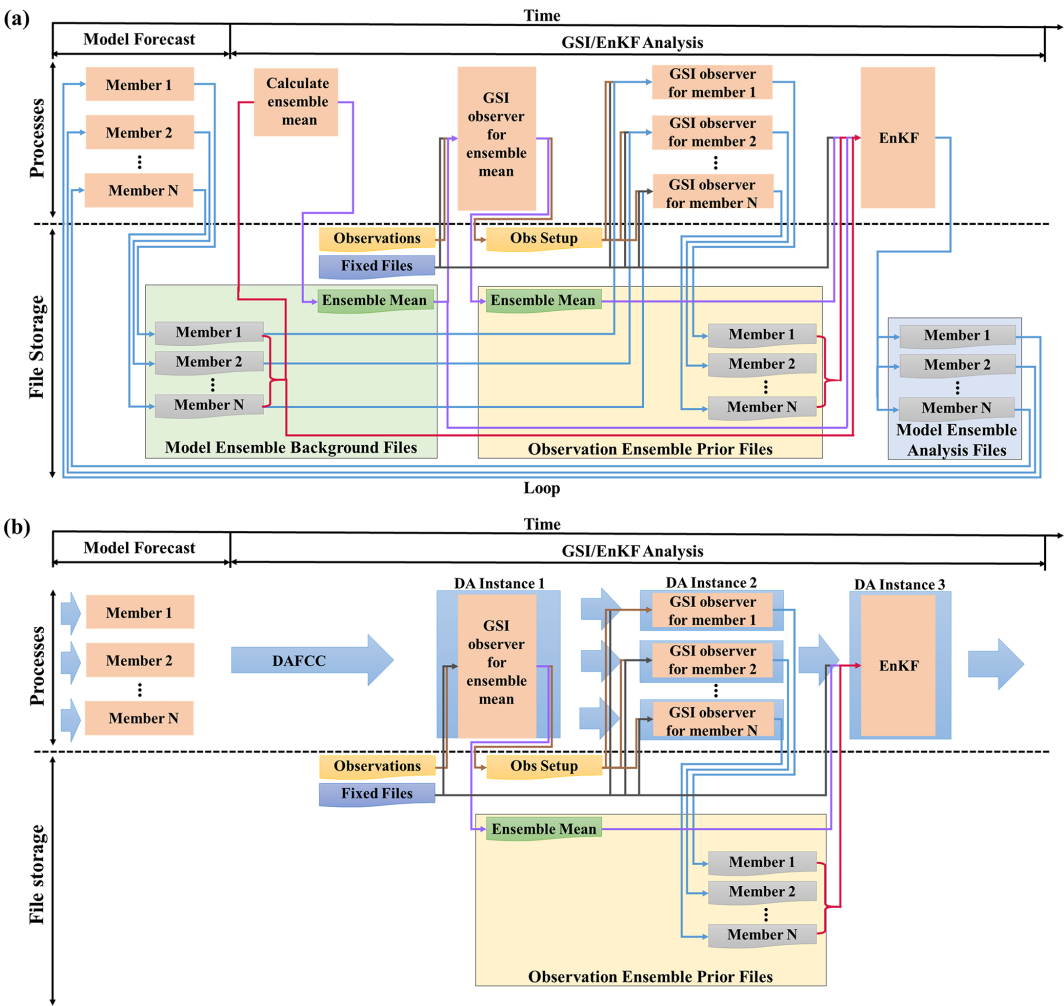 (a)
Time
Model Forecast
GSI/EnKF Analysis
Processes
Member 1
Member 2
Member N
Calculate
ensemble
mean
GSI
observer
for
ensemble
mean
GSI observer
for member 1
GSI observer
for member 2
GSI observer
for member N
EnKF
File Storage
Observations
Fixed Files
Obs Setup
Ensemble Mean
Ensemble Mean
Member 1
Member 2
Member N
Model Ensemble Background Files
Member 1
Member 2
Member N
Observation Ensemble Prior Files
Member 1
Member 2
Member N
Model Ensemble
Analysis Files
Loop
(b)
Time
Model Forecast
GSI/EnKF Analysis
Processes
Member 1
Member 2
Member N
DAFCC
DA Instance 1
GSI
observer
for
ensemble
mean
DA Instance 2
GSI observer
for member 1
GSI observer
for member 2
GSI observer
for member N
DA Instance 3
EnKF
File storage
Observations
Fixed Files
Obs Setup
Ensemble Mean
Member 1
Member 2
Member N
Observation Ensemble Prior Files